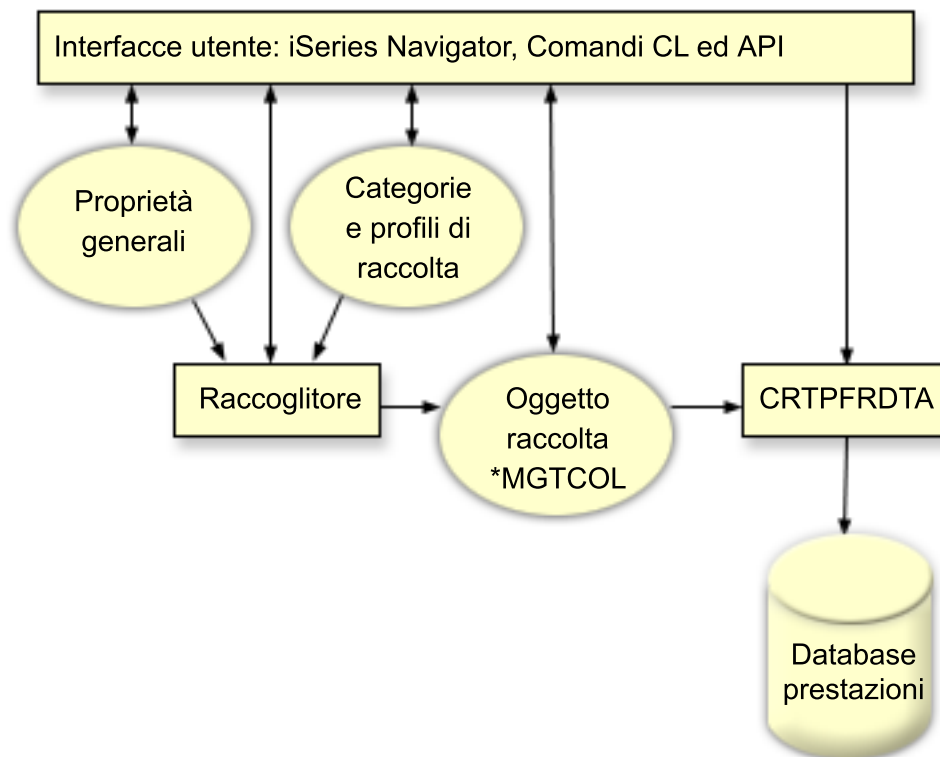 Interfacce utente: iSeries Navigator, Comandi CL ed API
Proprietà
generali
Categorie
e profili di
raccolta
Raccoglitore
Oggetto
raccolta
*MGTCOL
CRTPFRDTA
Database
prestazioni